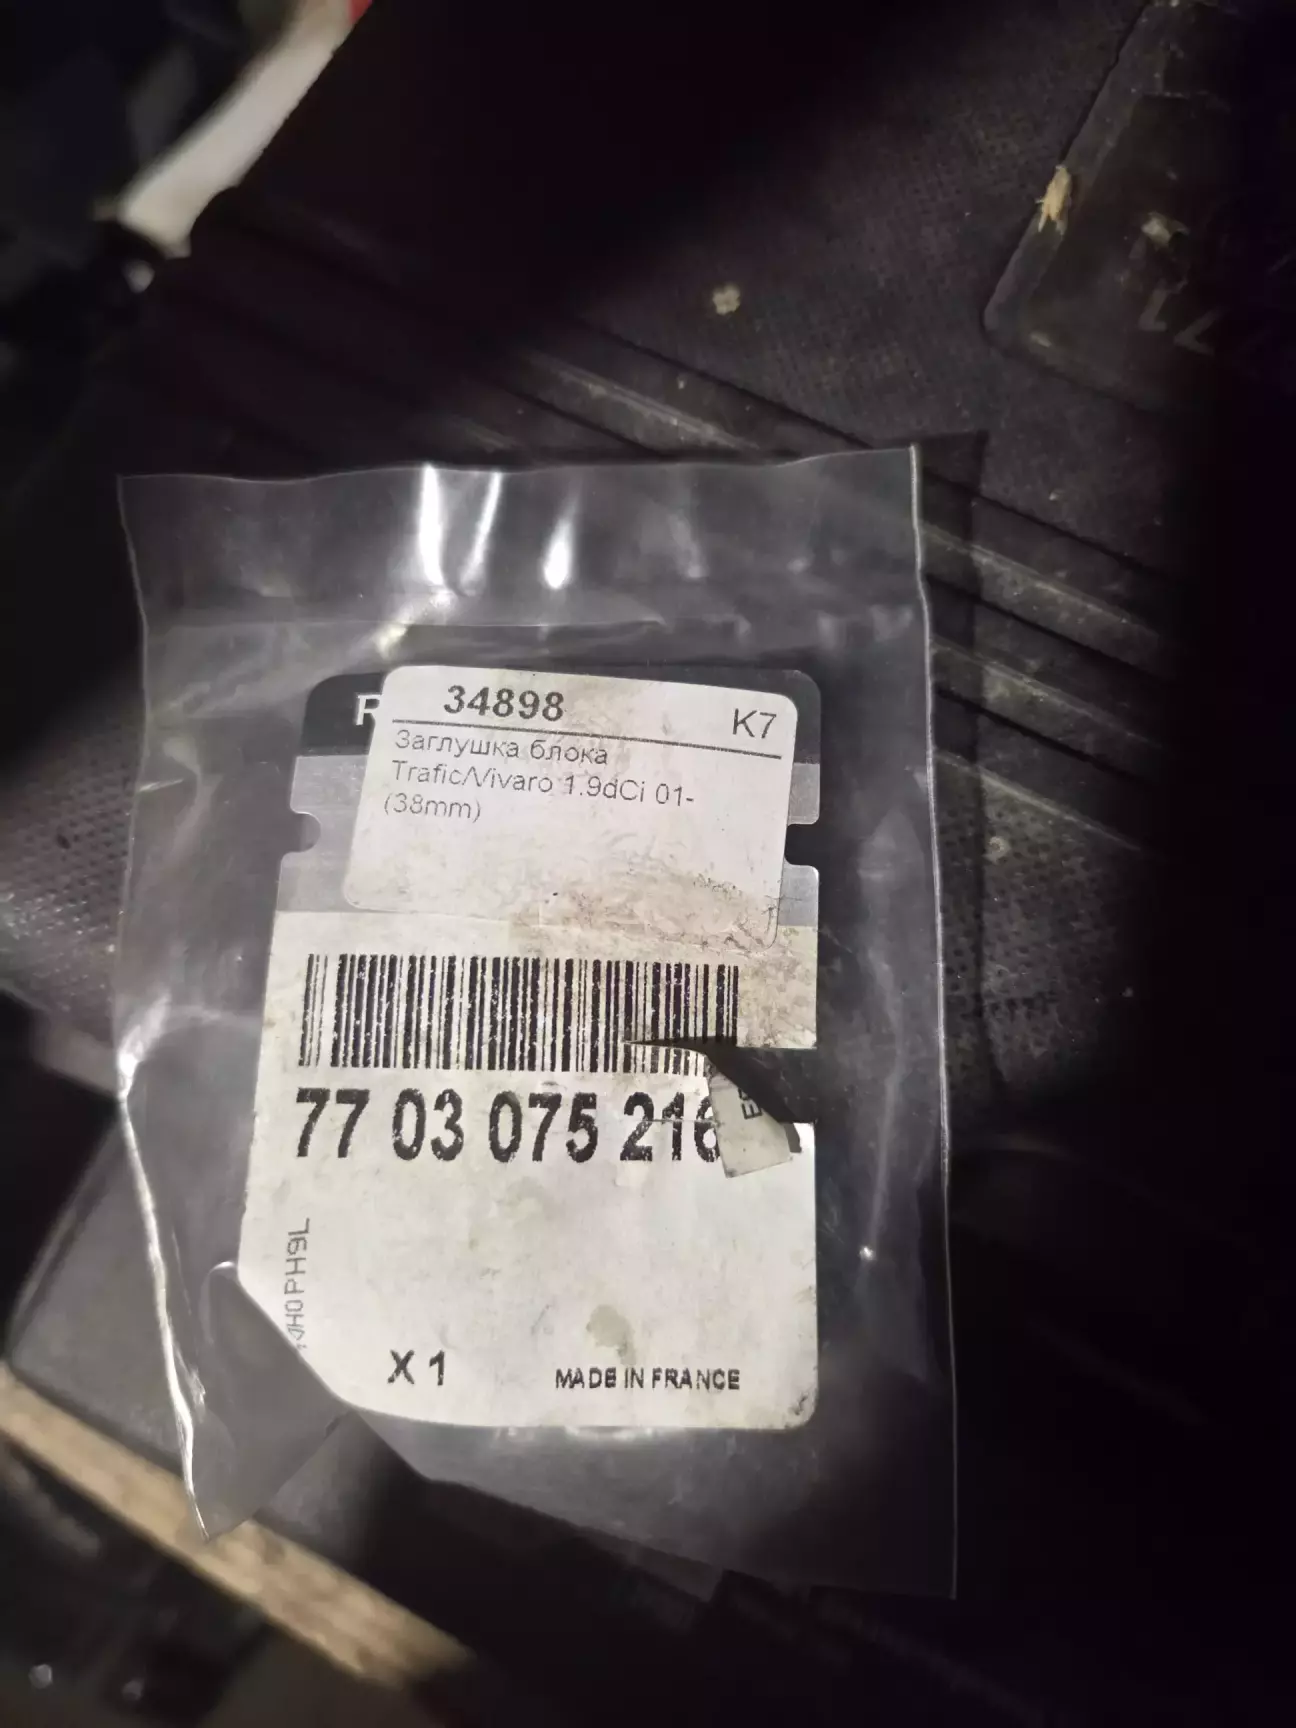 34898
K7
Заглушка блока
Trafic/Vivaro 1.9dCi 01-
(38mm)
77 03 075 216
X 1
MADE IN FRANCE